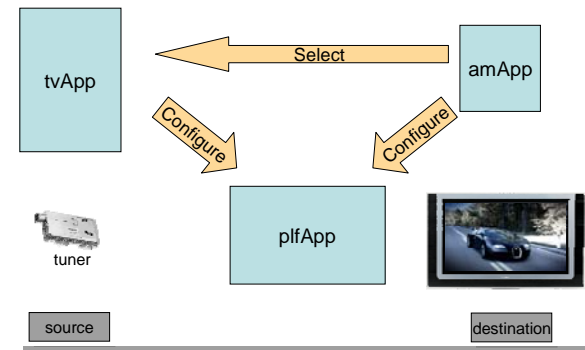 tvApp
Select
amApp
Configure
Configure
plfApp
tuner
source
destination